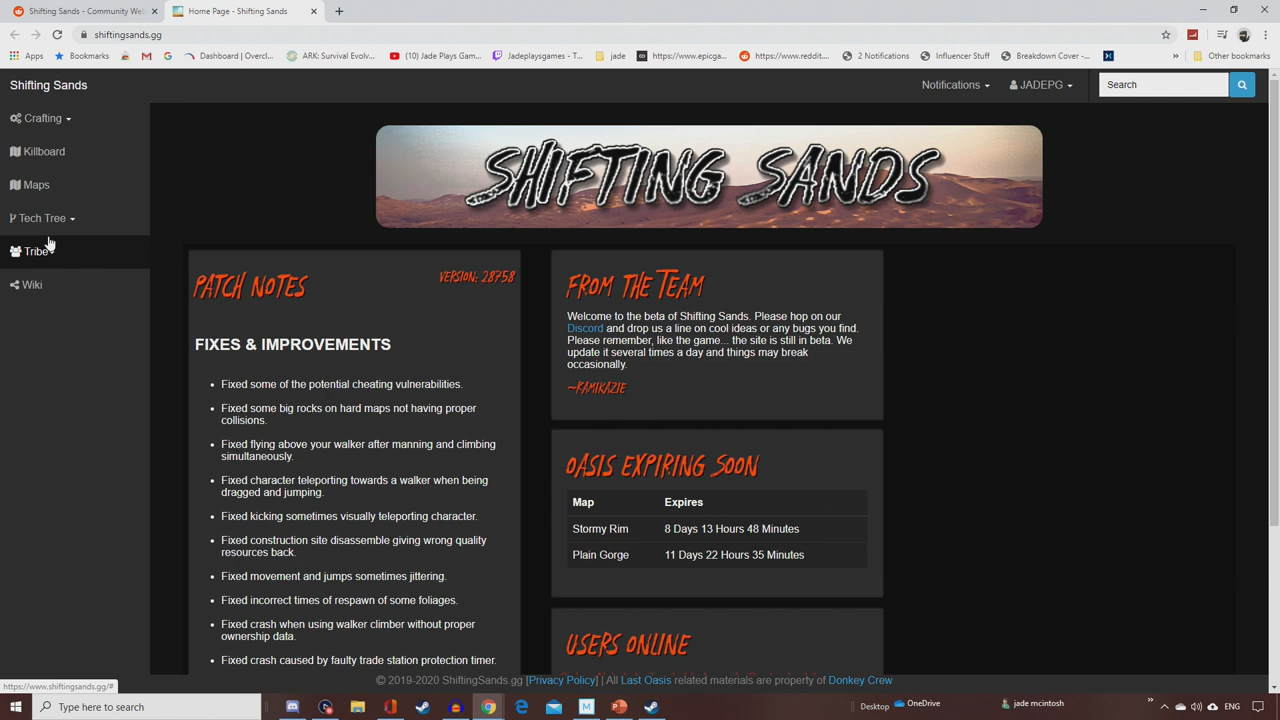 Shifting Sands - Community Web
Home Page - Shifting Sands
shiftingsands.gg
Apps
Bookmarks
Dashboard | Overcl...
ARK: Survival Evolv...
(10) Jade Plays Gam...
Jadeplaysgames - T...
jade
https://www.epicga...
https://www.reddit....
2 Notifications
Influencer Stuff
Breakdown Cover -...
»
Other bookmarks
Shifting Sands
Notifications
JADEPG
Search
Crafting
Killboard
Maps
Tech Tree
Tribe
Wiki
SHIFTING SANDS
PATCH NOTES
VERSION: 28758
FIXES & IMPROVEMENTS
• Fixed some of the potential cheating vulnerabilities.
• Fixed some big rocks on hard maps not having proper
collisions.
• Fixed flying above your walker after manning and climbing
simultaneously.
• Fixed character teleporting towards a walker when being
dragged and jumping.
• Fixed kicking sometimes visually teleporting character.
• Fixed construction site disassemble giving wrong quality
resources back.
• Fixed movement and jumps sometimes jittering.
• Fixed incorrect times of respawn of some foliages.
• Fixed crash when using walker climber without proper
ownership data.
• Fixed crash caused by faulty trade station protection timer.
FROM THE TEAM
Welcome to the beta of Shifting Sands. Please hop on our
Discord and drop us a line on cool ideas or any bugs you find.
Please remember, like the game... the site is still in beta. We
update it several times a day and things may break
occasionally.
~KAMIKAZIE
OASIS EXPIRING SOON
Map Expires
Stormy Rim 8 Days 13 Hours 48 Minutes
Plain Gorge 11 Days 22 Hours 35 Minutes
USERS ONLINE
© 2019-2020 ShiftingSands.gg [Privacy Policy] | All Last Oasis related materials are property of Donkey Crew
https://www.shiftingsands.gg/#
Type here to search
Desktop
OneDrive
jade mcintosh
»
ENG